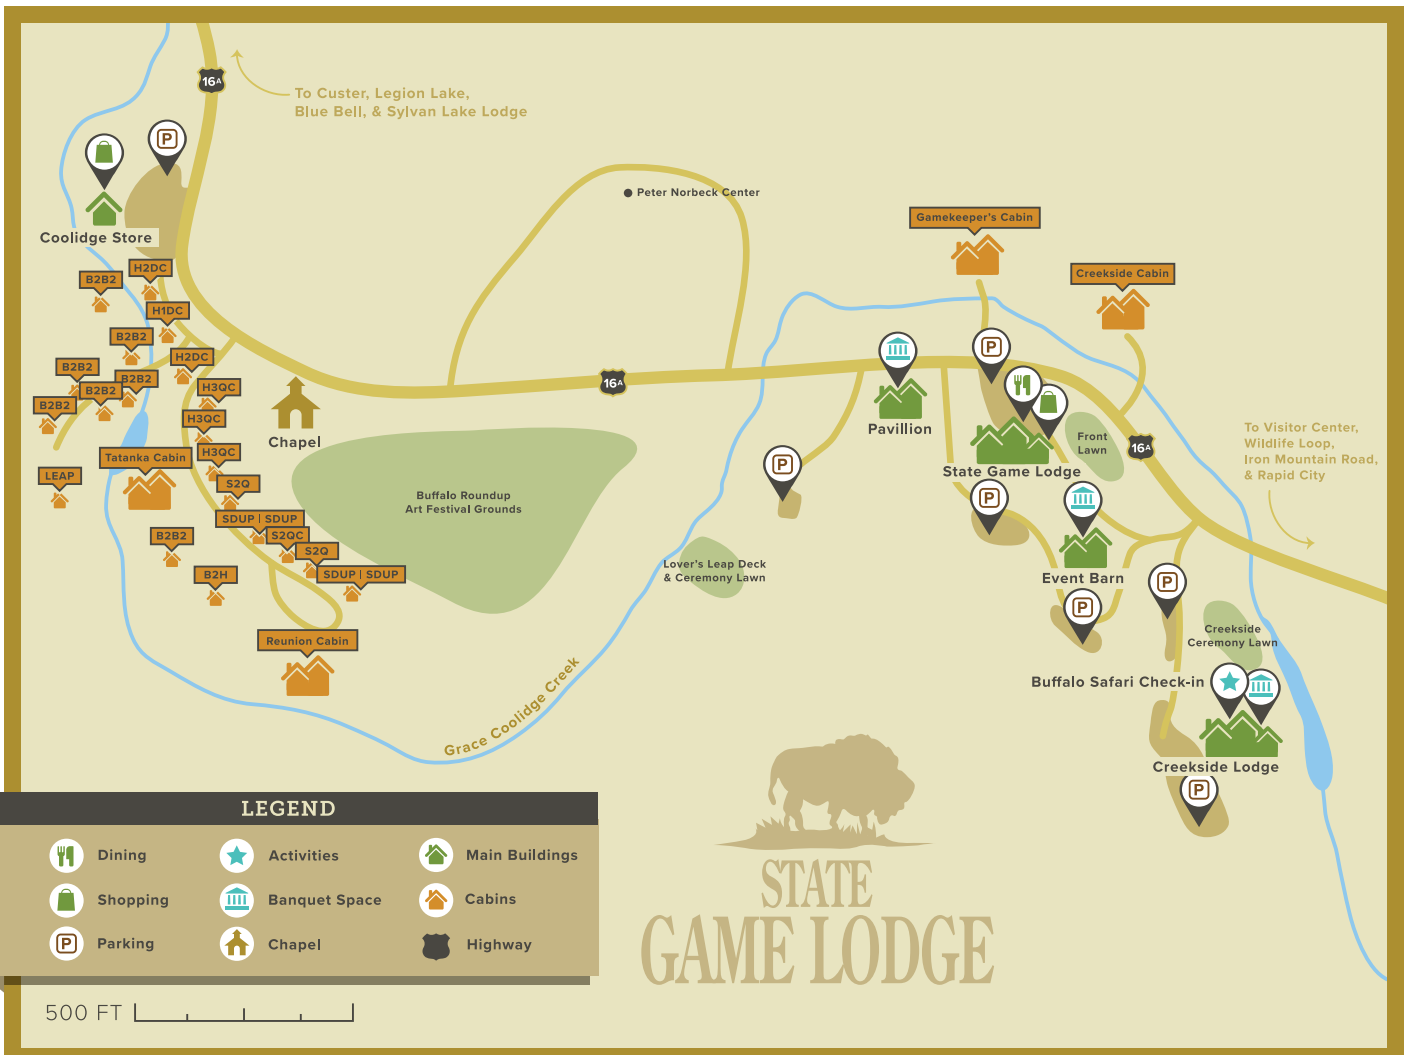 16A
To Custer, Legion Lake,
Blue Bell, & Sylvan Lake Lodge
P
Coolidge Store
Peter Norbeck Center
Gamekeeper's Cabin
Creekside Cabin
H2DC
B2B2
H1DC
B2B2
H2DC
B2B2
B2B2
B2B2
H3QC
B2B2
H3QC
16A
Chapel
P
Pavillion
Front
Lawn
16A
To Visitor Center,
Wildlife Loop,
Iron Mountain Road,
& Rapid City
H3QC
Tatanka Cabin
LEAP
S2Q
P
State Game Lodge
P
Buffalo Roundup
Art Festival Grounds
SDUP | SDUP
B2B2
S2QC
S2Q
B2H
SDUP | SDUP
Lover's Leap Deck
& Ceremony Lawn
Event Barn
P
P
Creekside
Ceremony Lawn
Reunion Cabin
Buffalo Safari Check-in
Grace Coolidge Creek
Creekside Lodge
P
LEGEND
Dining
Activities
Main Buildings
Shopping
Banquet Space
Cabins
P
Parking
Chapel
Highway
STATE
GAME LODGE
500 FT